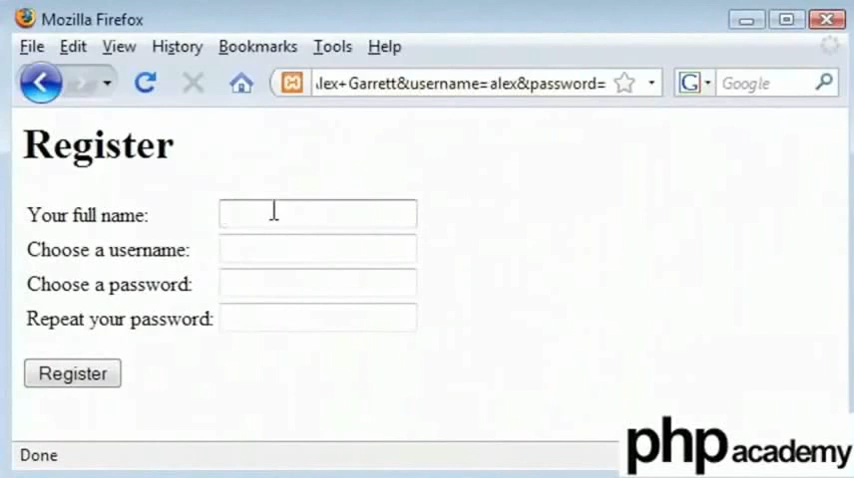 Mozilla Firefox
File Edit View History Bookmarks Tools Help
lex+Garrett&username=alex&password= G Google
Register
Your full name:
Choose a username:
Choose a password:
Repeat your password:
Register
Done
php academy